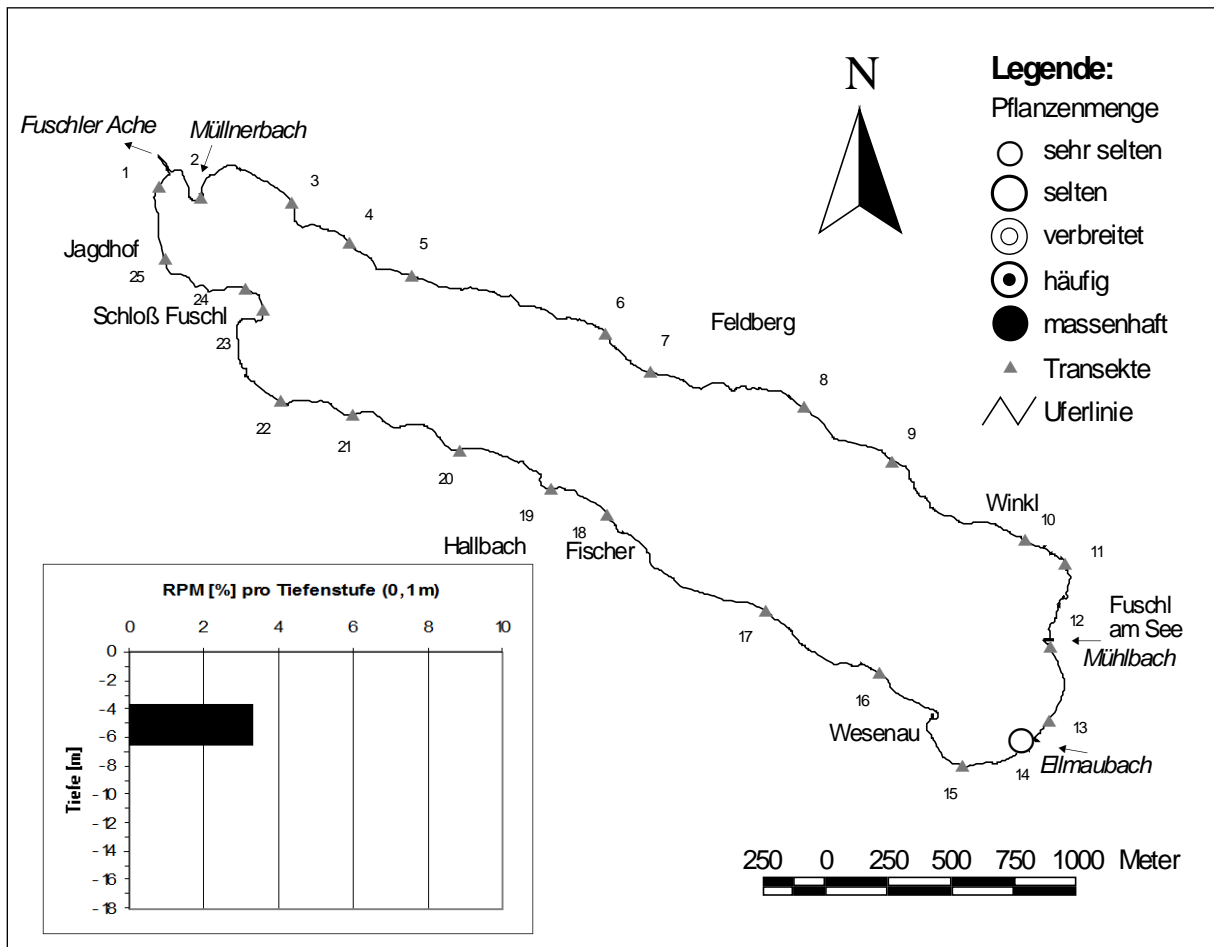 N
Legende:
Pflanzenmenge
sehr selten
selten
verbreitet
häufig
massenhaft
Transekte
Uferlinie
Fuschler Ache
Müllnerbach
1
2
3
4
5
6
7
Feldberg
8
9
Winkl
10
11
12
Fuschl
am See
Mühlbach
13
Ellmaubach
14
15
Wesenau
16
17
18
Fischer
19
Hallbach
20
21
22
23
Schloß Fuschl
24
25
Jagdhof
RPM [%] pro Tiefenstufe (0,1m)
0 2 4 6 8 10
0
-2
-4
-6
-8
-10
-12
-14
-16
-18
Tiefe [m]
250 0 250 500 750 1000 Meter